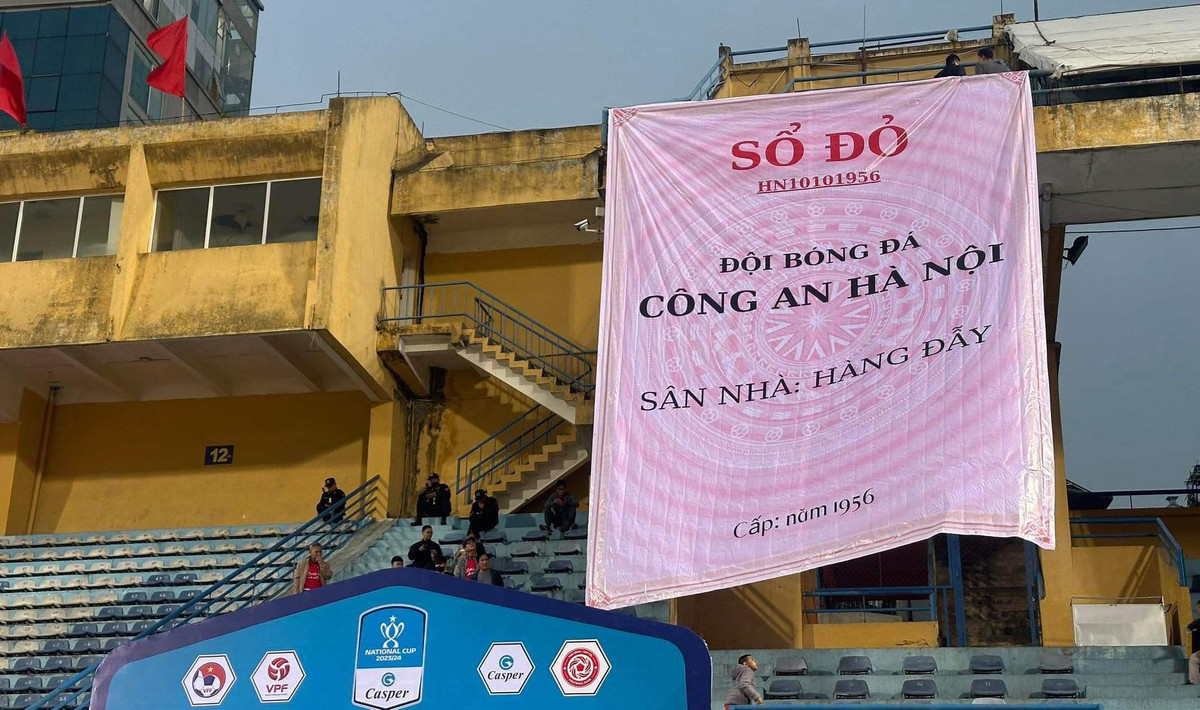 SỔ ĐỎ
HN10101956
ĐỘI BÓNG ĐÁ
CÔNG AN HÀ NỘI
SÂN NHÀ: HÀNG ĐẪY
Cấp: năm 1956
12
NATIONAL CUP
2023/24
Casper
VFF
VPF
Casper